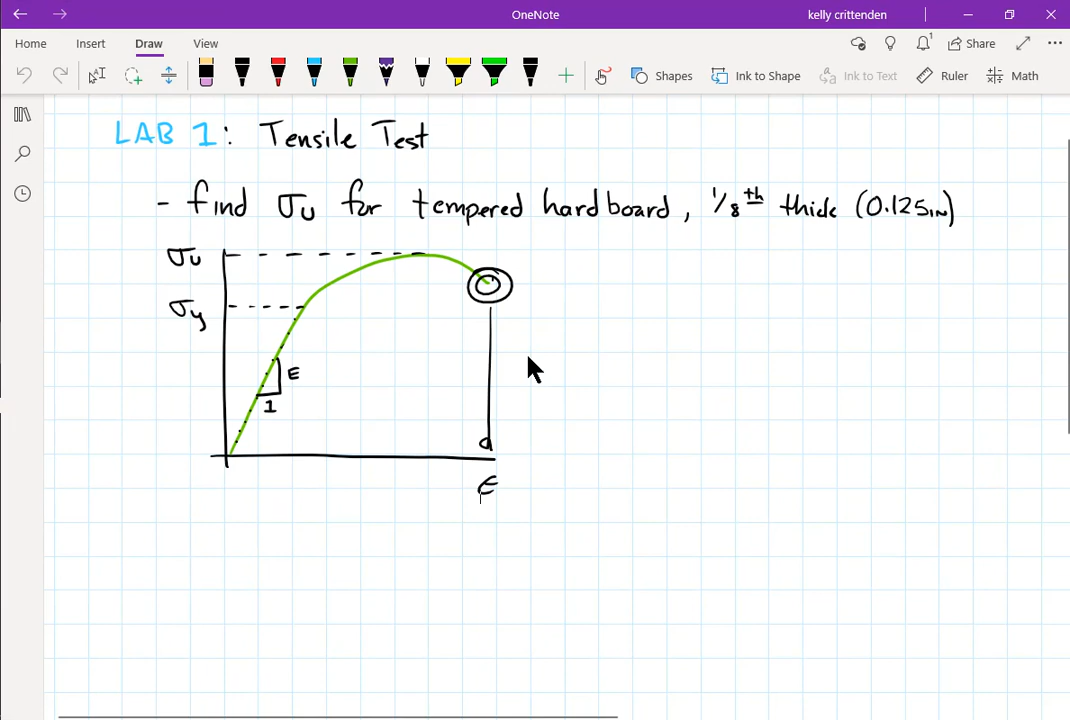 OneNote
kelly crittenden
Home Insert Draw View
Share
Shapes Ink to Shape Ink to Text Ruler Math
LAB 1: Tensile Test
- find σu for tempered hardboard, 1/8th thick (0.125IN)
σu
σy
E
1
ε